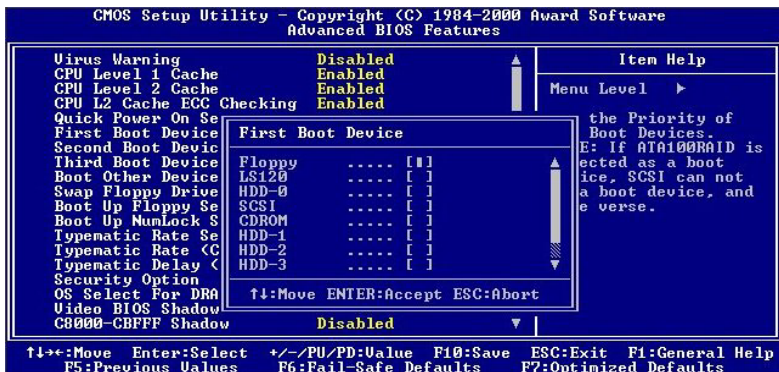 CMOS Setup Utility - Copyright (C) 1984-2000 Award Software
Advanced BIOS Features
Virus Warning Disabled
CPU Level 1 Cache Enabled
CPU Level 2 Cache Enabled
CPU L2 Cache ECC Checking Enabled
Quick Power On Se
First Boot Device
Second Boot Devic
Third Boot Device
Boot Other Device
Swap Floppy Drive
Boot Up Floppy Se
Boot Up NumLock S
Typematic Rate Se
Typematic Rate (C
Typematic Delay (
Security Option
OS Select For DRA
Video BIOS Shadow
C8000-CBFFF Shadow Disabled
First Boot Device
Floppy ..... [▮]
LS120 ..... [ ]
HDD-0 ..... [ ]
SCSI ..... [ ]
CDROM ..... [ ]
HDD-1 ..... [ ]
HDD-2 ..... [ ]
HDD-3 ..... [ ]
↑↓:Move ENTER:Accept ESC:Abort
Item Help
Menu Level ▶
the Priority of
Boot Devices.
E: If ATA100RAID is
ected as a boot
ice, SCSI can not
a boot device, and
e verse.
↑↓→←:Move Enter:Select +/-/PU/PD:Value F10:Save ESC:Exit F1:General Help
F5:Previous Values F6:Fail-Safe Defaults F7:Optimized Defaults